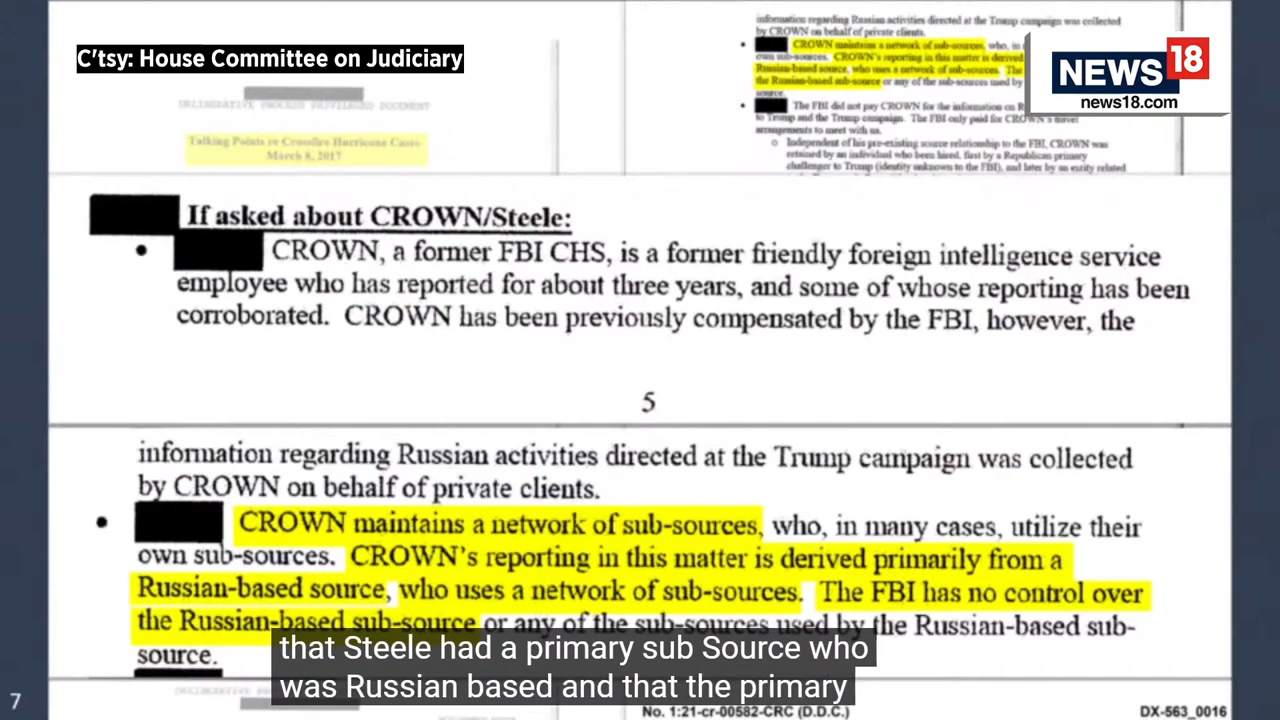 C'tsy: House Committee on Judiciary
DELIBERATIVE PROCESS PRIVILEGED DOCUMENT
Talking Points re Crossfire Hurricane Cases
March 8, 2017
information regarding Russian activities directed at the Trump campaign was collected
by CROWN on behalf of private clients.
• CROWN maintains a network of sub-sources, who, in
own sub-sources. CROWN's reporting in this matter is derived
Russian-based source, who uses a network of sub-sources. The
the Russian-based sub-source or any of the sub-sources used by
source.
• The FBI did not pay CROWN for the information on R
to Trump and the Trump campaign. The FBI only paid for CROWN's travel
arrangements to meet with us.
o Independent of his pre-existing source relationship to the FBI, CROWN was
retained by an individual who been hired, first by a Republican primary
challenger to Trump (identity unknown to the FBI), and later by an entity related
NEWS 18
news18.com
If asked about CROWN/Steele:
• CROWN, a former FBI CHS, is a former friendly foreign intelligence service
employee who has reported for about three years, and some of whose reporting has been
corroborated. CROWN has been previously compensated by the FBI, however, the
5
information regarding Russian activities directed at the Trump campaign was collected
by CROWN on behalf of private clients.
• CROWN maintains a network of sub-sources, who, in many cases, utilize their
own sub-sources. CROWN's reporting in this matter is derived primarily from a
Russian-based source, who uses a network of sub-sources. The FBI has no control over
the Russian-based sub-source or any of the sub-sources used by the Russian-based sub-
source.
that Steele had a primary sub Source who
was Russian based and that the primary
7
No. 1:21-cr-00582-CRC (D.D.C.)
DX-563_0016